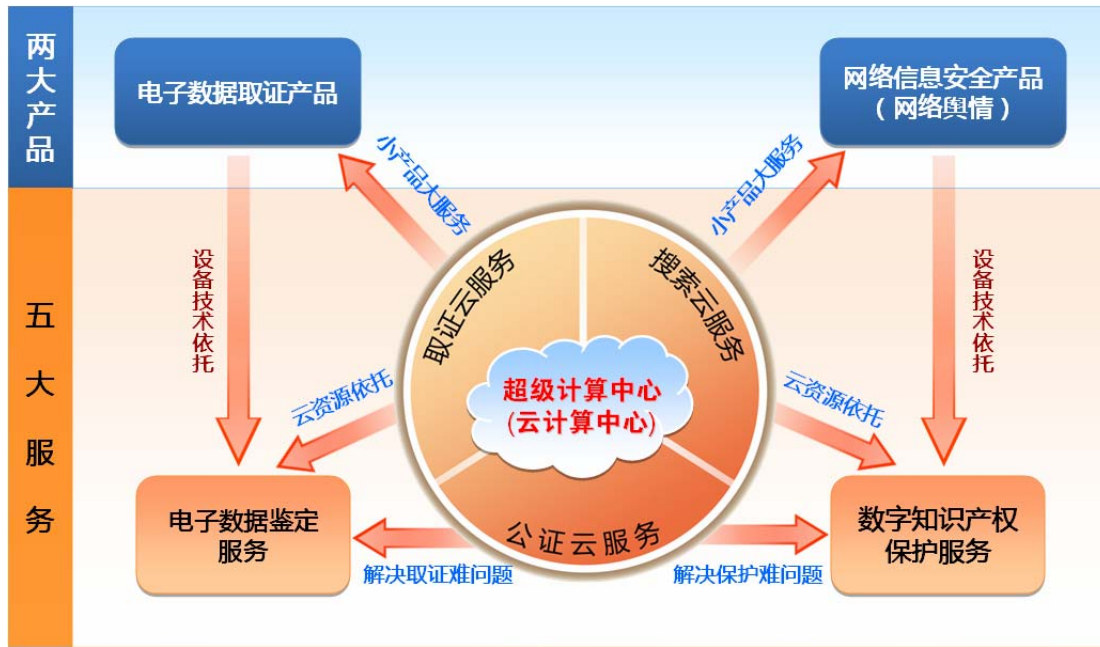 两大产品
电子数据取证产品
网络信息安全产品
（网络舆情）
小产品大服务
小产品大服务
五大服务
设备技术依托
取证云服务
搜索云服务
设备技术依托
超级计算中心
(云计算中心)
云资源依托
云资源依托
公证云服务
电子数据鉴定
服务
数字知识产权
保护服务
解决取证难问题
解决保护难问题